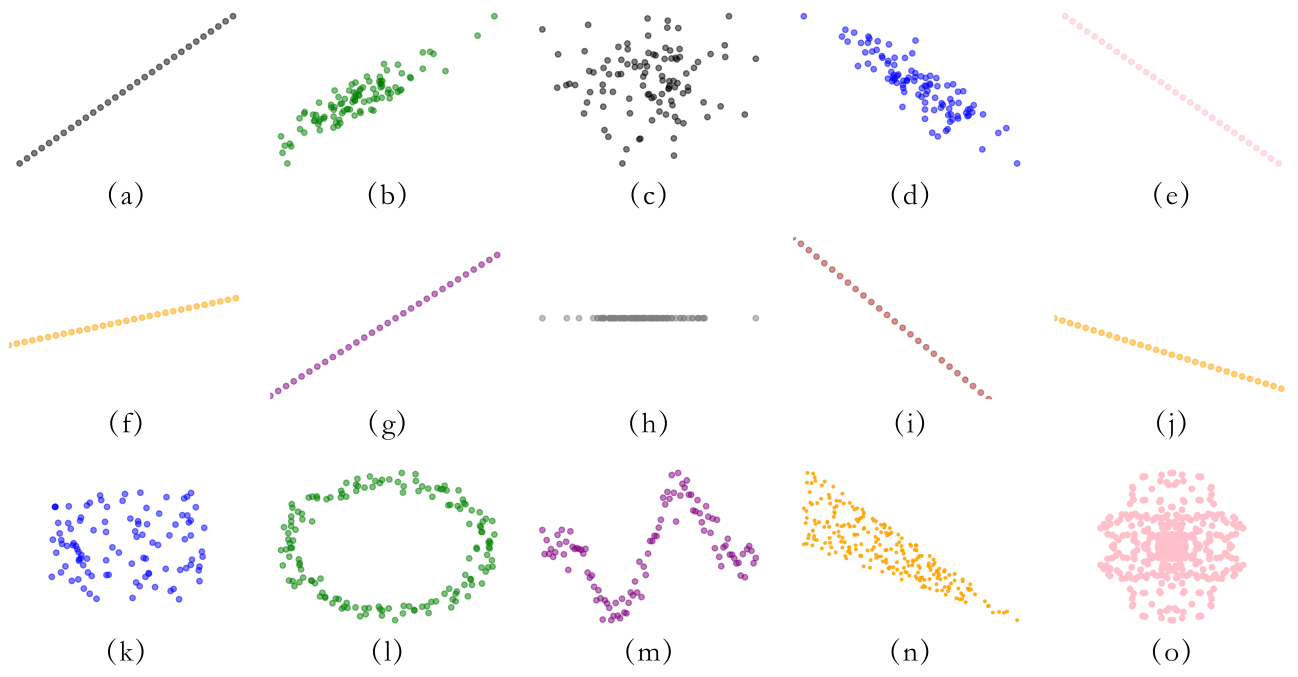 (a) (b) (c) (d) (e)
(f) (g) (h) (i) (j)
(k) (l) (m) (n) (o)